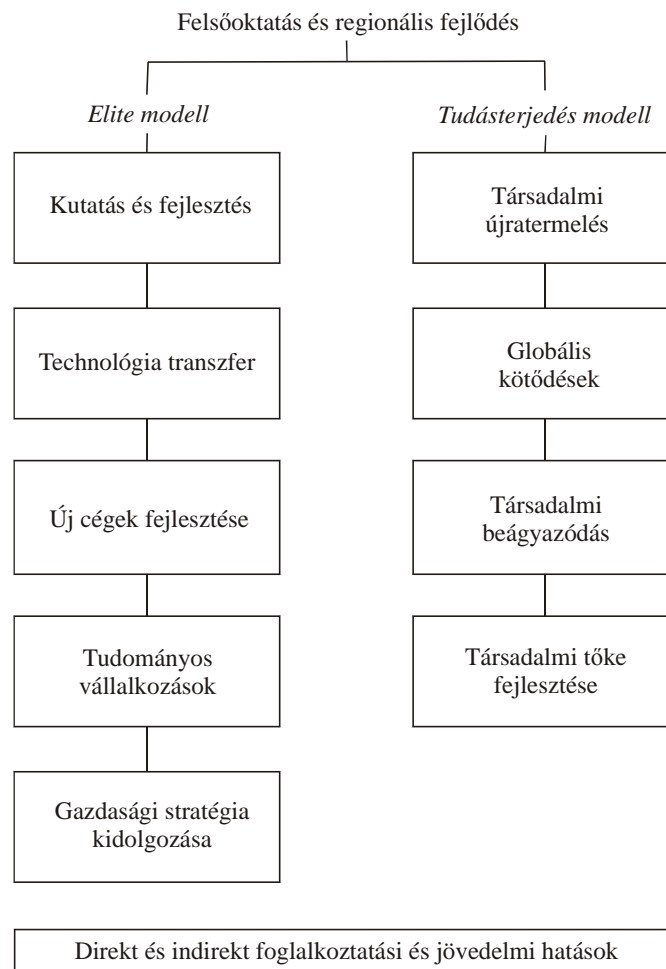 Felsőoktatás és regionális fejlődés
Elite modell
Kutatás és fejlesztés
Technológia transzfer
Új cégek fejlesztése
Tudományos
vállalkozások
Gazdasági stratégia
kidolgozása
Tudásterjedés modell
Társadalmi
újratermelés
Globális
kötődések
Társadalmi
beágyazódás
Társadalmi tőke
fejlesztése
Direkt és indirekt foglalkoztatási és jövedelmi hatások